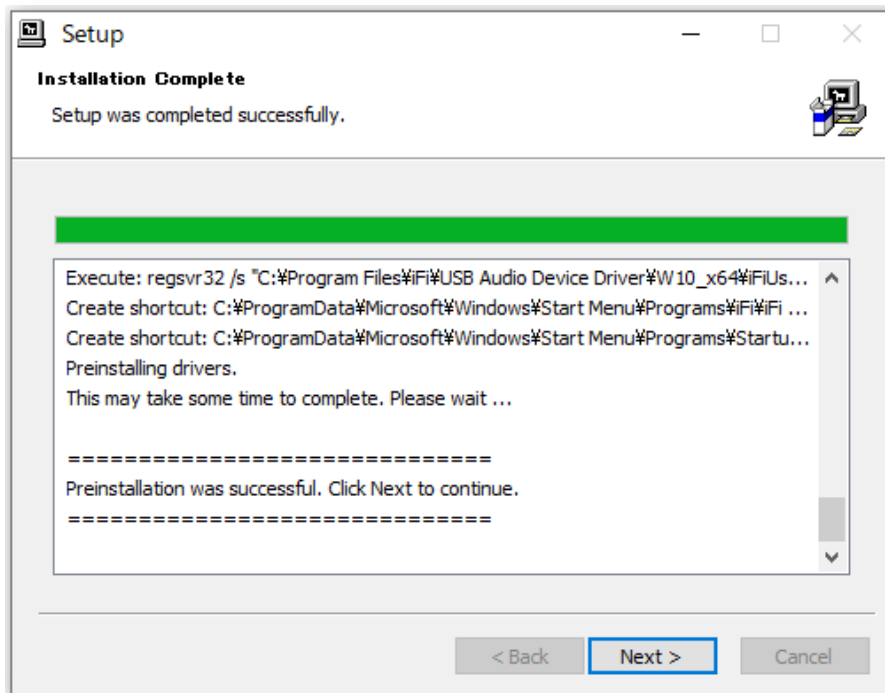 Setup
Installation Complete
Setup was completed successfully.
Execute: regsvr32 /s "C:¥Program Files¥iFi¥USB Audio Device Driver¥W10_x64¥iFiUs...
Create shortcut: C:¥ProgramData¥Microsoft¥Windows¥Start Menu¥Programs¥iFi¥iFi ...
Create shortcut: C:¥ProgramData¥Microsoft¥Windows¥Start Menu¥Programs¥Startu...
Preinstalling drivers.
This may take some time to complete. Please wait ...
==============================
Preinstallation was successful. Click Next to continue.
==============================
< Back
Next >
Cancel